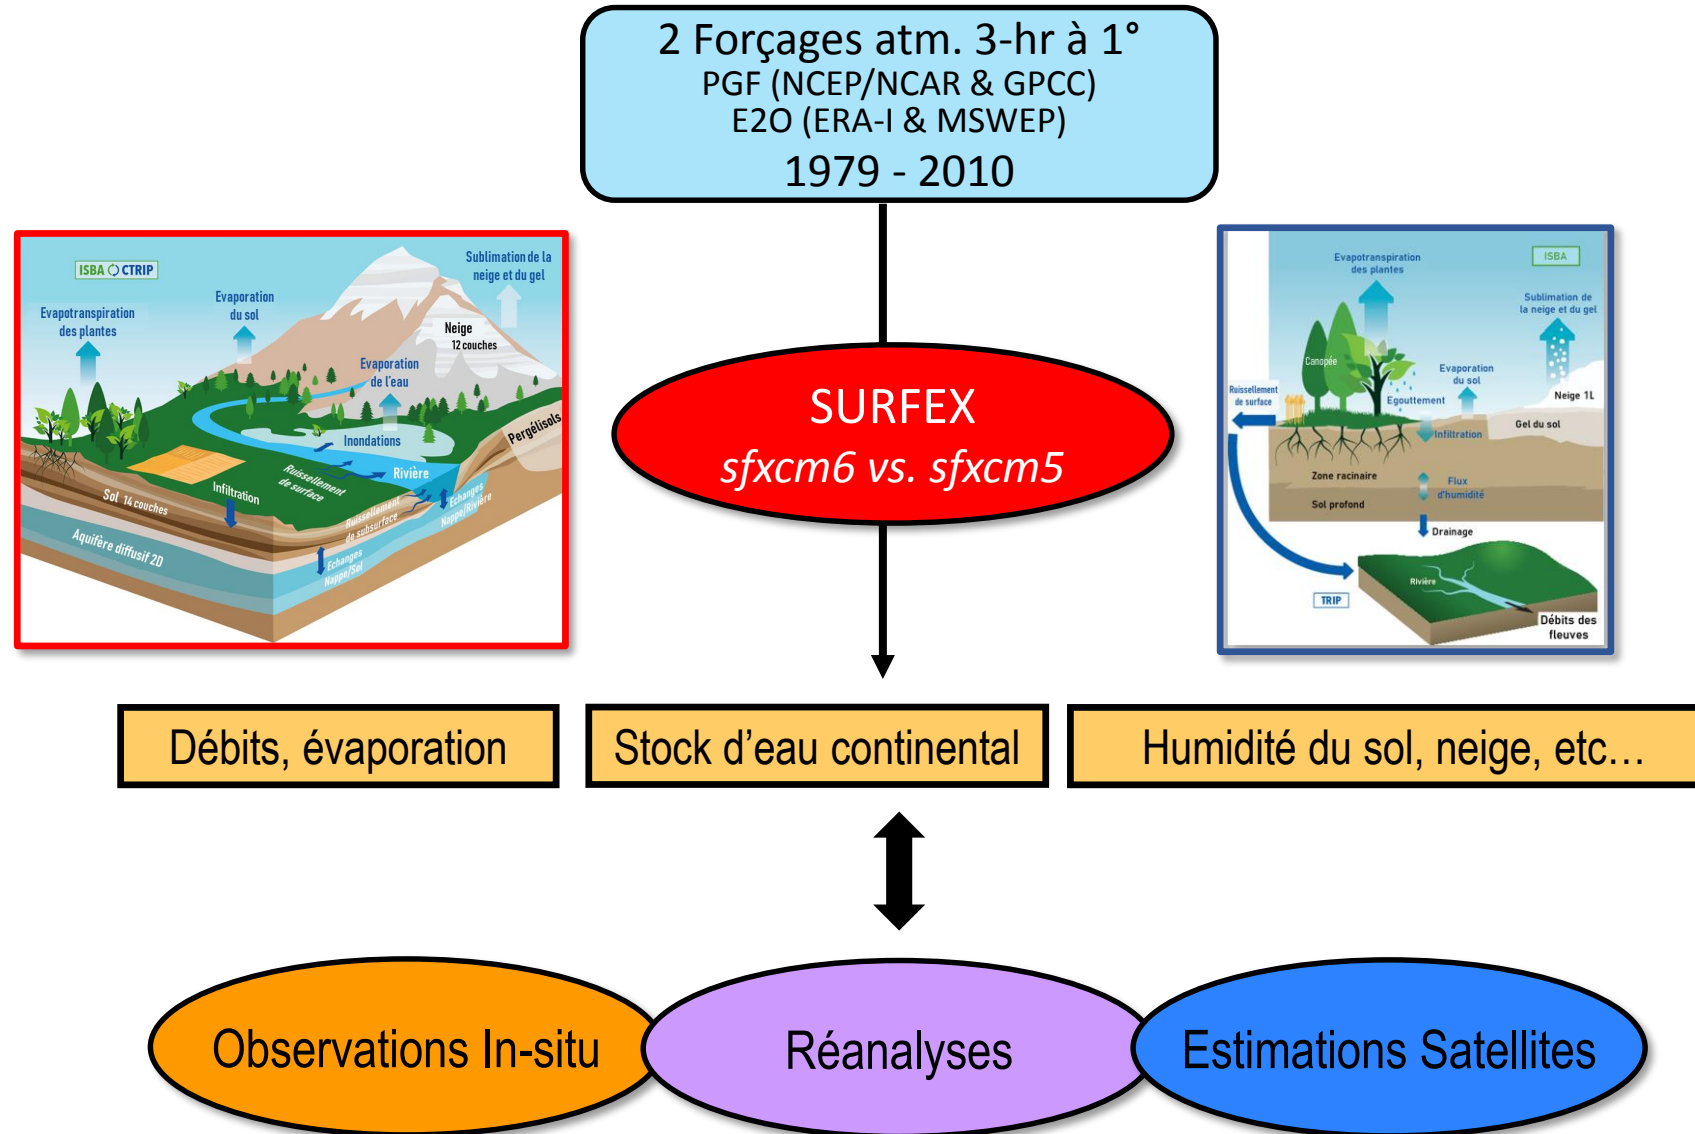 2 Forçages atm. 3-hr à 1°
PGF (NCEP/NCAR & GPCC)
E2O (ERA-I & MSWEP)
1979 - 2010
ISBA CTRIP
Sublimation de la
neige et du gel
Evaporation
du sol
Evapotranspiration
des plantes
Neige
12 couches
Evaporation
de l'eau
Pergélisols
Inondations
Rivière
Ruissellement
de surface
Infiltration
Sol 14 couches
Ruissellement
de subsurface
Echanges
Nappe/Rivière
Aquifère diffusif 2D
Echanges
Nappe/Sol
SURFEX
sfxcm6 vs. sfxcm5
Evapotranspiration
des plantes
ISBA
Sublimation de
la neige et du gel
Canopée
Evaporation
du sol
Ruissellement
de surface
Egouttement
Neige 1L
Gel du sol
Infiltration
Zone racinaire
Flux
d'humidité
Sol profond
Drainage
Rivière
TRIP
Débits des
fleuves
Débits, évaporation
Stock d'eau continental
Humidité du sol, neige, etc…
Observations In-situ
Réanalyses
Estimations Satellites